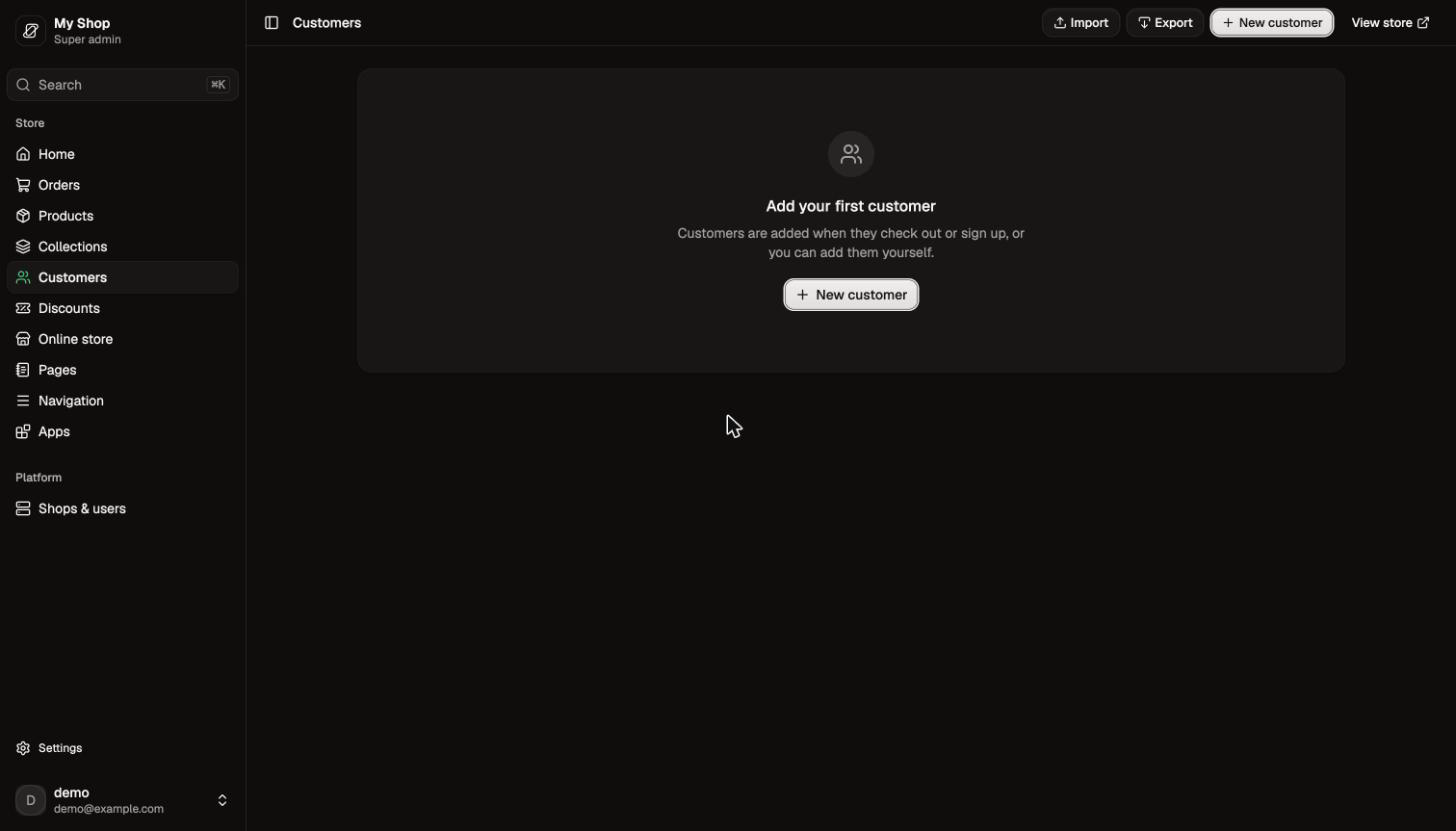 My Shop
Super admin
Search ⌘K
Store
Home
Orders
Products
Collections
Customers
Discounts
Online store
Pages
Navigation
Apps
Platform
Shops & users
Settings
D
demo
demo@example.com
Customers
Import
Export
+ New customer
View store
Add your first customer
Customers are added when they check out or sign up, or
you can add them yourself.
+ New customer